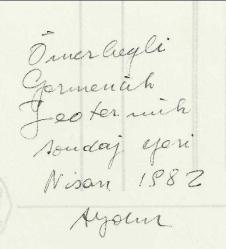 Ömerbeyli
Germencik
Jeotermik
sondaj yeri
Nisan 1982
Aydın